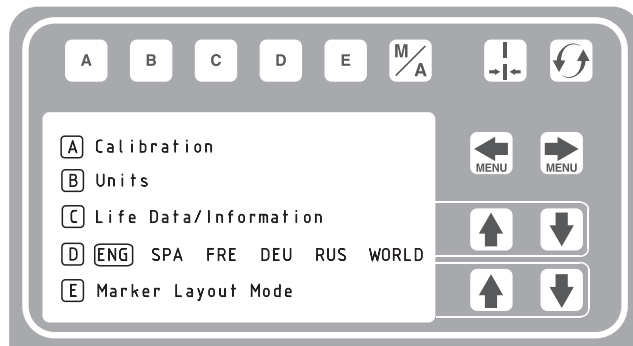 A B C D E M/A
MENU MENU
A Calibration
B Units
C Life Data/Information
D ENG SPA FRE DEU RUS WORLD
E Marker Layout Mode